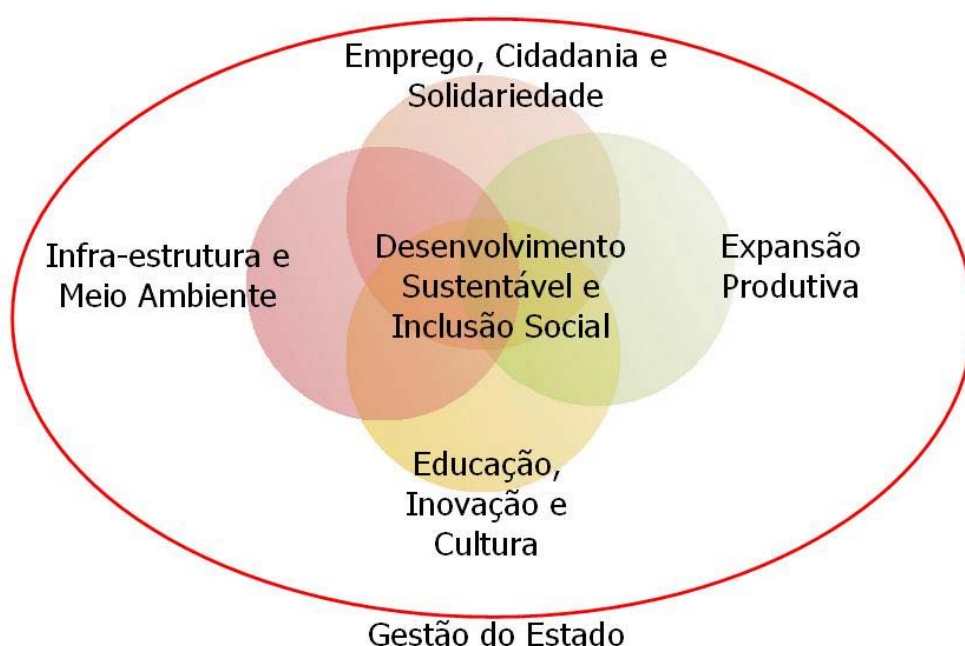 Emprego, Cidadania e
Solidariedade
Infra-estrutura e
Meio Ambiente
Desenvolvimento
Sustentável e
Inclusão Social
Expansão
Produtiva
Educação,
Inovação e
Cultura
Gestão do Estado